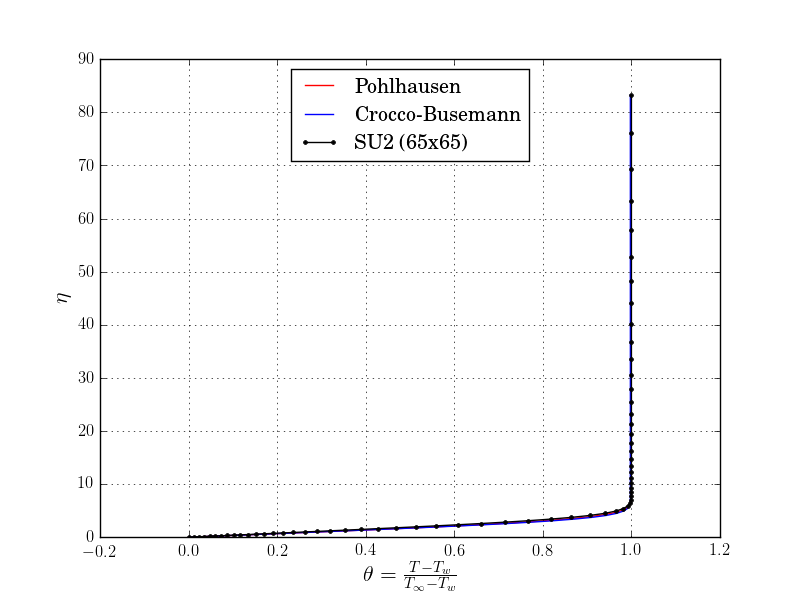 90
80
70
60
50
40
30
20
10
0
Pohlhausen
Crocco-Busemann
SU2 (65x65)
η
−0.2 0.0 0.2 0.4 0.6 0.8 1.0 1.2
θ = \frac{T−T_w}{T_∞−T_w}